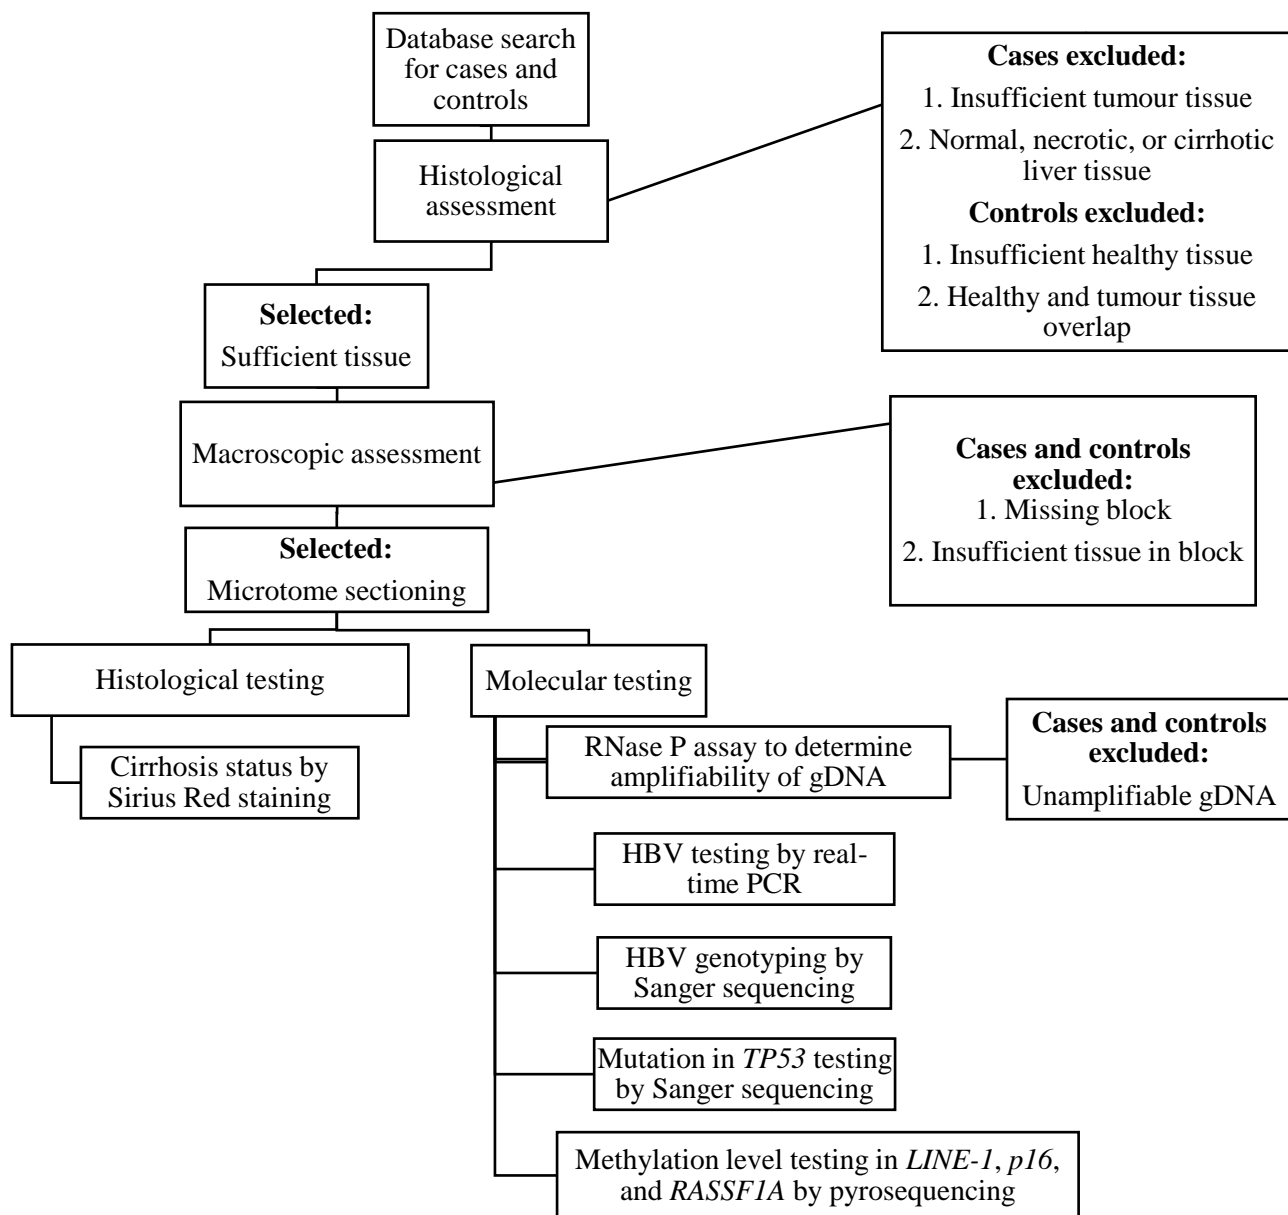 Database search
for cases and
controls
Histological
assessment
Cases excluded:
1. Insufficient tumour tissue
2. Normal, necrotic, or cirrhotic
liver tissue
Controls excluded:
1. Insufficient healthy tissue
2. Healthy and tumour tissue
overlap
Selected:
Sufficient tissue
Macroscopic assessment
Cases and controls
excluded:
1. Missing block
2. Insufficient tissue in block
Selected:
Microtome sectioning
Histological testing
Cirrhosis status by
Sirius Red staining
Molecular testing
RNase P assay to determine
amplifiability of gDNA
Cases and controls
excluded:
Unamplifiable gDNA
HBV testing by real-
time PCR
HBV genotyping by
Sanger sequencing
Mutation in TP53 testing
by Sanger sequencing
Methylation level testing in LINE-1, p16,
and RASSF1A by pyrosequencing